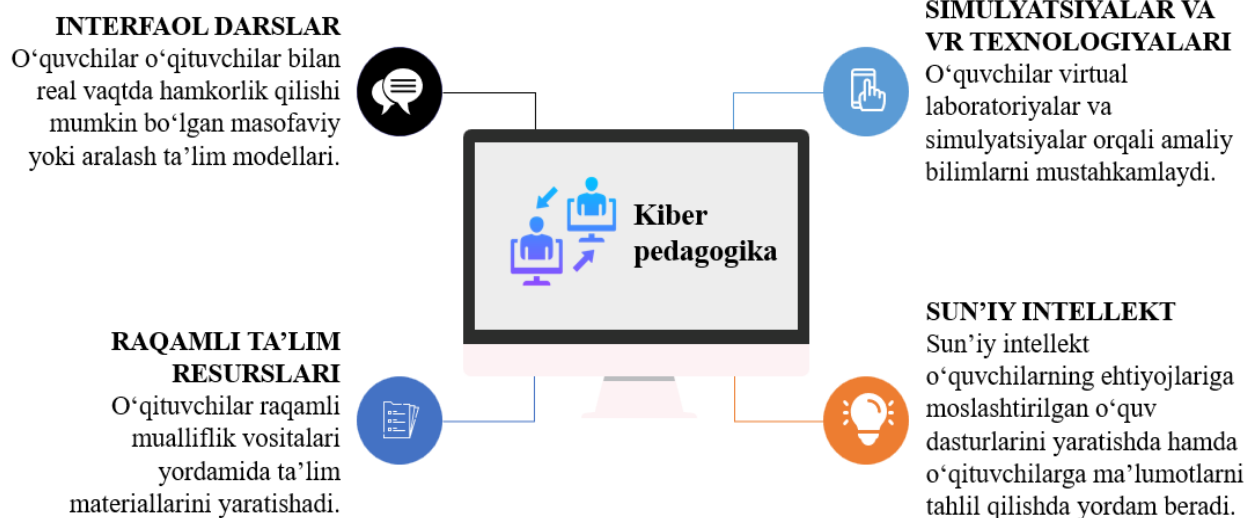 INTERFAOL DARSLAR
O‘quvchilar o‘qituvchilar bilan
real vaqtda hamkorlik qilishi
mumkin bo‘lgan masofaviy
yoki aralash ta’lim modellari.
SIMULYATSIYALAR VA
VR TEXNOLOGIYALARI
O‘quvchilar virtual
laboratoriyalar va
simulyatsiyalar orqali amaliy
bilimlarni mustahkamlaydi.
Kiber
pedagogika
RAQAMLI TA’LIM
RESURSLARI
O‘qituvchilar raqamli
mualliflik vositalari
yordamida ta’lim
materiallarini yaratishadi.
SUN’IY INTELLEKT
Sun’iy intellekt
o‘quvchilarning ehtiyojlariga
moslashtirilgan o‘quv
dasturlarini yaratishda hamda
o‘qituvchilarga ma’lumotlarni
tahlil qilishda yordam beradi.